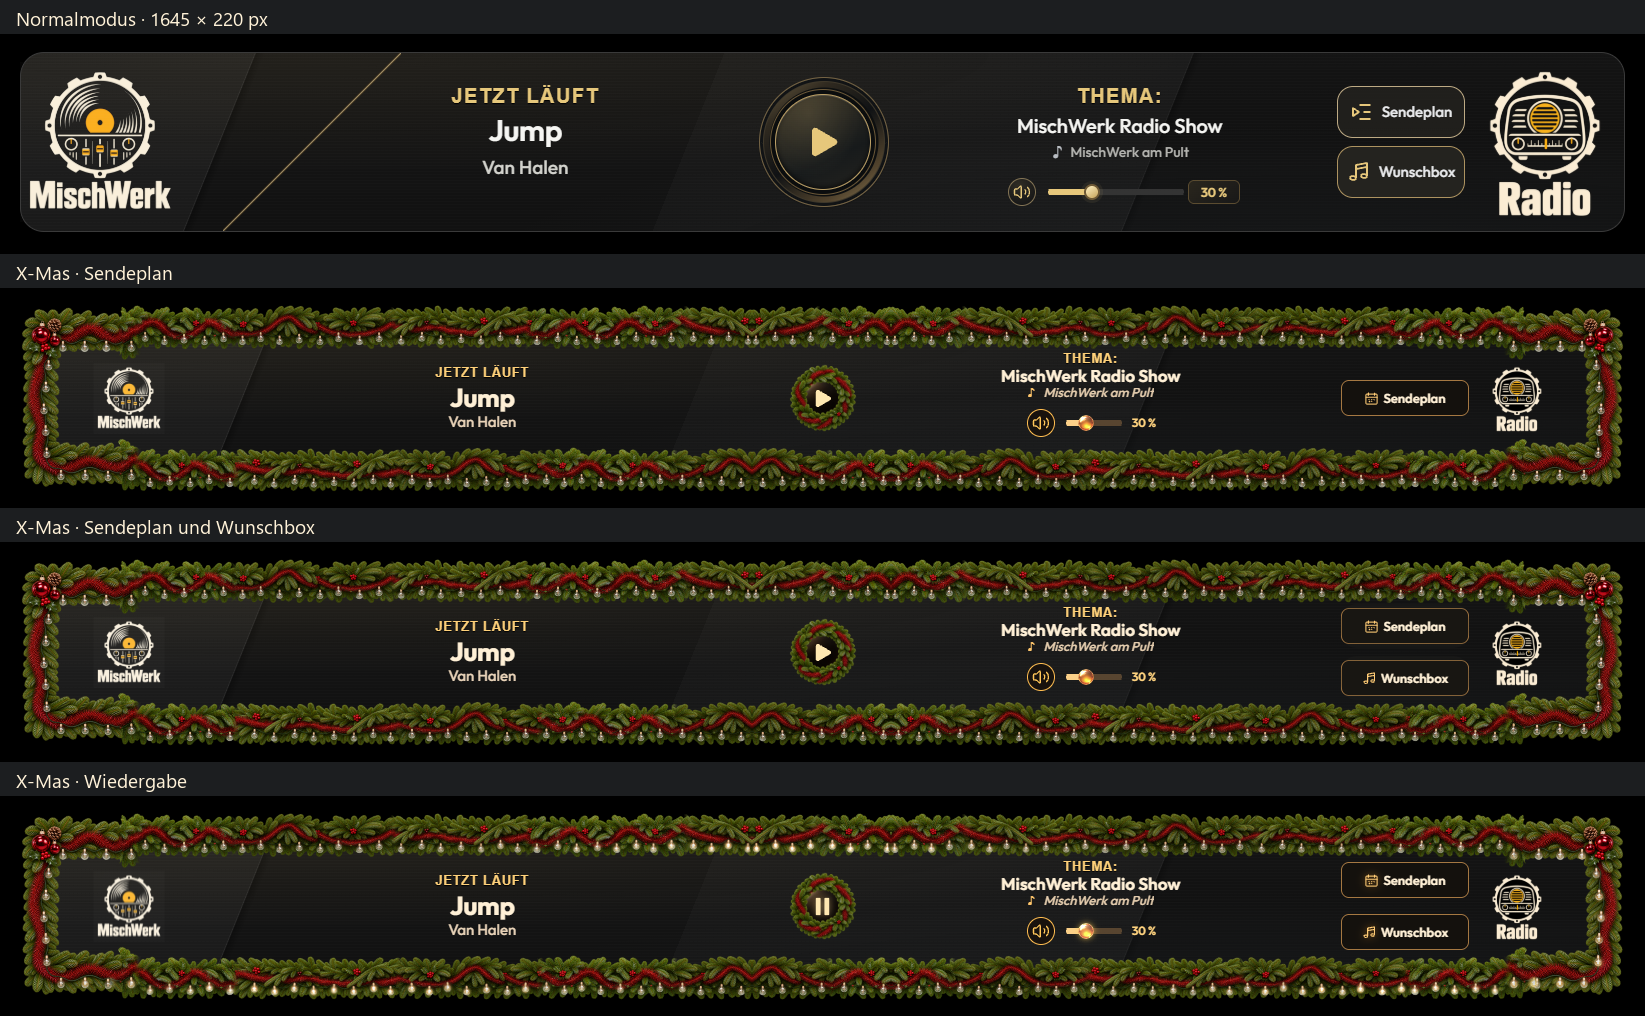 Normalmodus · 1645 × 220 px
MischWerk
JETZT LÄUFT
Jump
Van Halen
THEMA:
MischWerk Radio Show
MischWerk am Pult
30 %
Sendeplan
Wunschbox
Radio
X-Mas · Sendeplan
MischWerk
JETZT LÄUFT
Jump
Van Halen
THEMA:
MischWerk Radio Show
MischWerk am Pult
30 %
Sendeplan
Radio
X-Mas · Sendeplan und Wunschbox
MischWerk
JETZT LÄUFT
Jump
Van Halen
THEMA:
MischWerk Radio Show
MischWerk am Pult
30 %
Sendeplan
Wunschbox
Radio
X-Mas · Wiedergabe
MischWerk
JETZT LÄUFT
Jump
Van Halen
THEMA:
MischWerk Radio Show
MischWerk am Pult
30 %
Sendeplan
Wunschbox
Radio